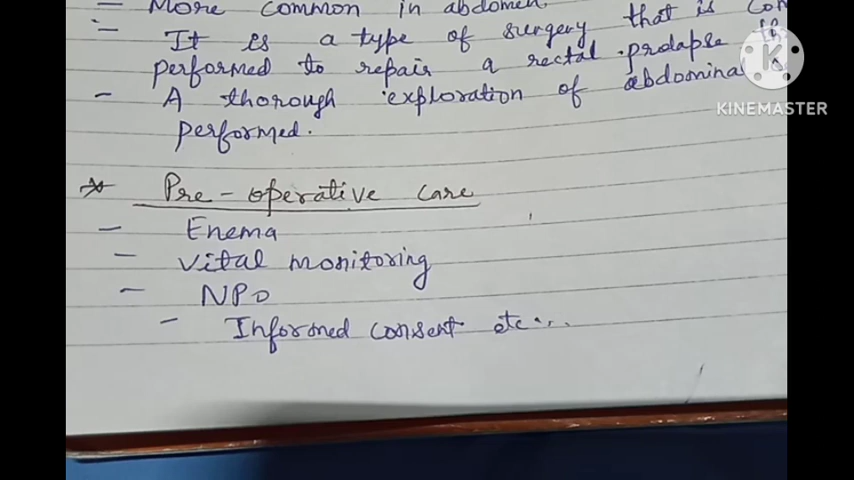 - More common in abdomen.
- It is a type of surgery that is
performed to repair a rectal prolapse
- A thorough exploration of abdominal
performed.
* Pre-operative care
- Enema
- Vital monitoring
- NPO
- Informed consent etc...
K
KINEMASTER